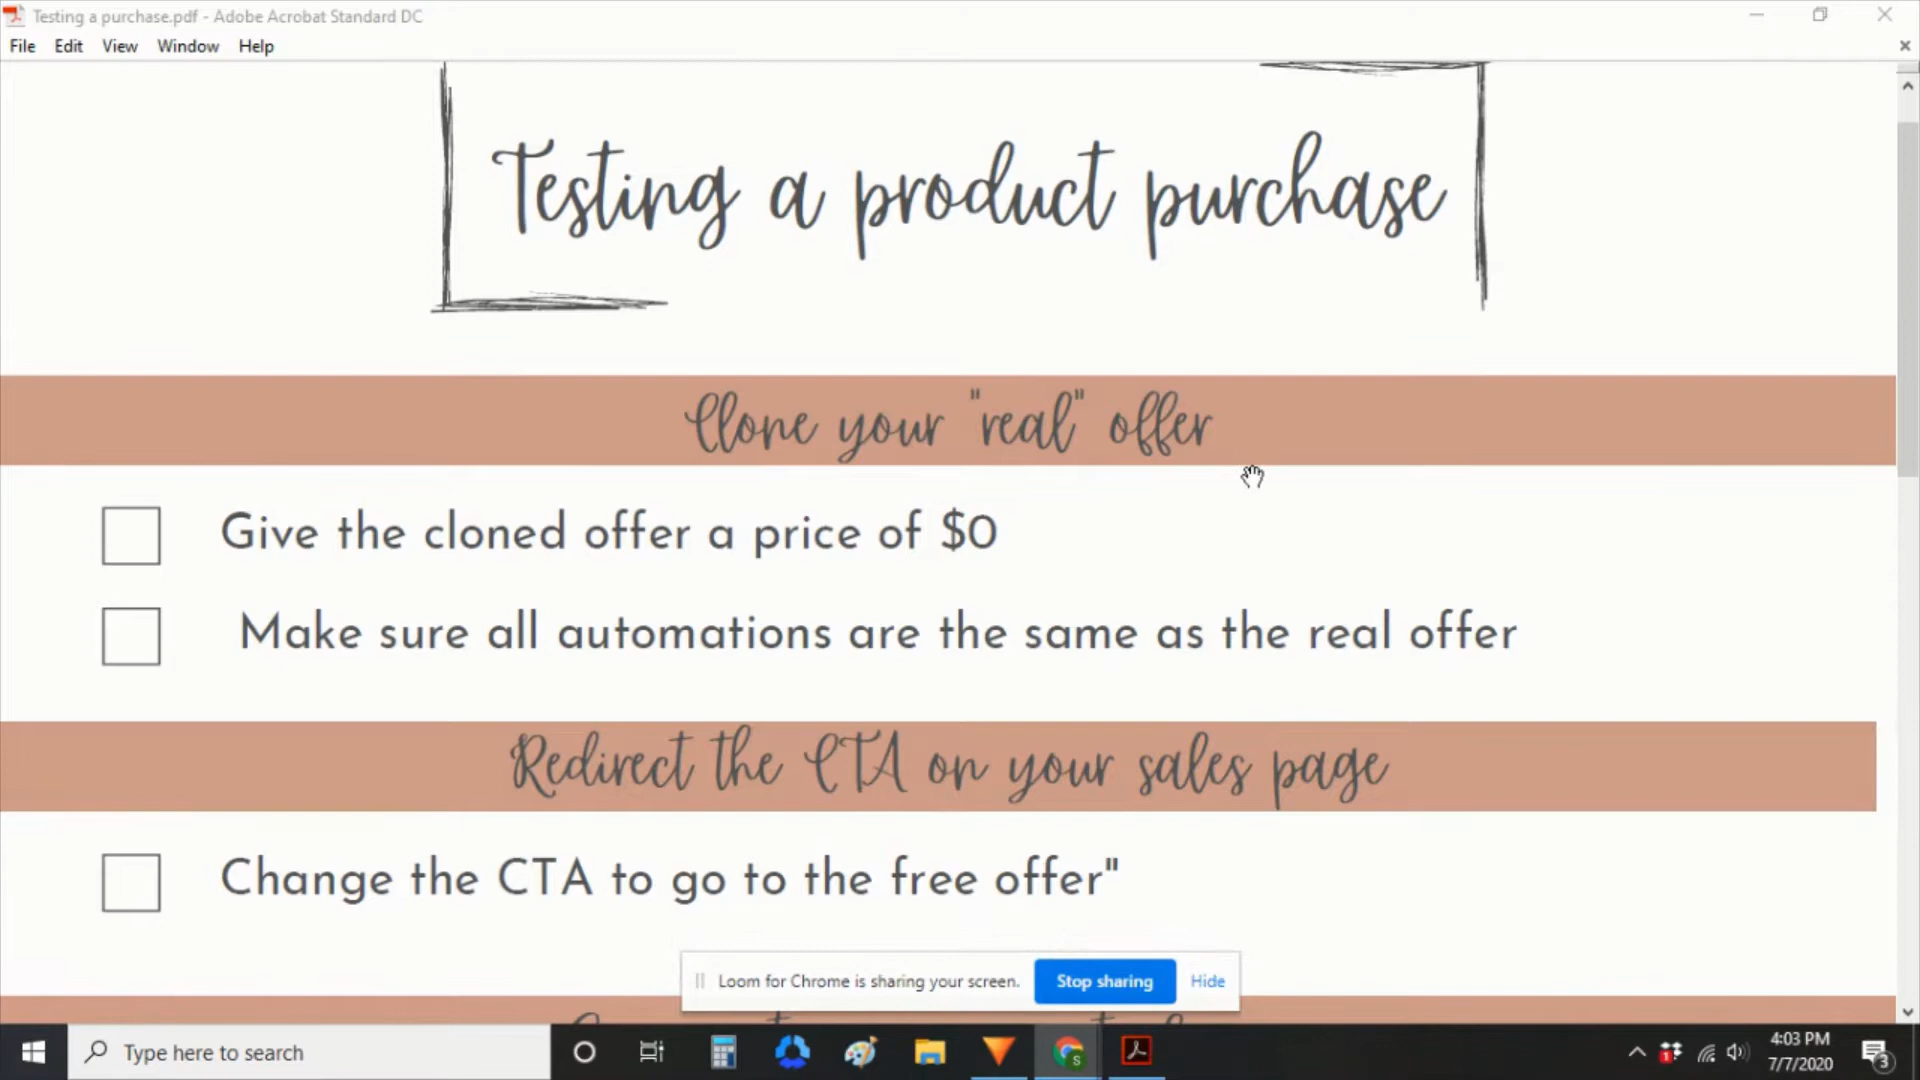 Testing a purchase.pdf - Adobe Acrobat Standard DC
File Edit View Window Help
Testing a product purchase
Clone your "real" offer
Give the cloned offer a price of $0
Make sure all automations are the same as the real offer
Redirect the CTA on your sales page
Change the CTA to go to the free offer"
Loom for Chrome is sharing your screen. Stop sharing Hide
Type here to search
4:03 PM
7/7/2020
3